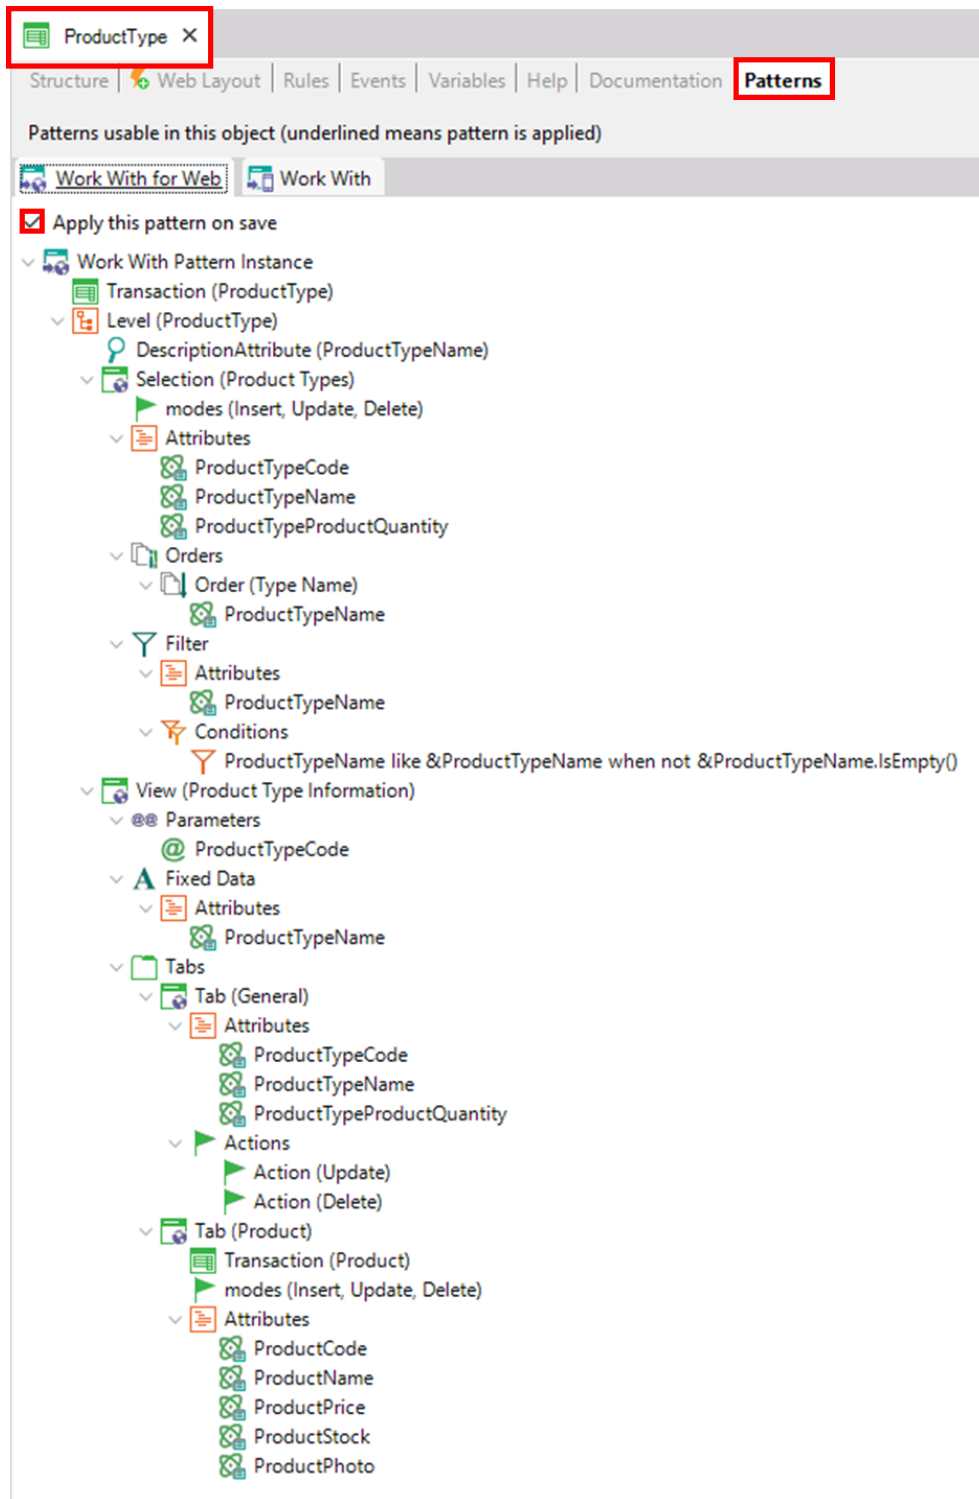 ProductType ✕
Structure Web Layout Rules Events Variables Help Documentation Patterns
Patterns usable in this object (underlined means pattern is applied)
Work With for Web Work With
Apply this pattern on save
Work With Pattern Instance
Transaction (ProductType)
Level (ProductType)
DescriptionAttribute (ProductTypeName)
Selection (Product Types)
modes (Insert, Update, Delete)
Attributes
ProductTypeCode
ProductTypeName
ProductTypeProductQuantity
Orders
Order (Type Name)
ProductTypeName
Filter
Attributes
ProductTypeName
Conditions
ProductTypeName like &ProductTypeName when not &ProductTypeName.IsEmpty()
View (Product Type Information)
@@ Parameters
@ ProductTypeCode
A Fixed Data
Attributes
ProductTypeName
Tabs
Tab (General)
Attributes
ProductTypeCode
ProductTypeName
ProductTypeProductQuantity
Actions
Action (Update)
Action (Delete)
Tab (Product)
Transaction (Product)
modes (Insert, Update, Delete)
Attributes
ProductCode
ProductName
ProductPrice
ProductStock
ProductPhoto